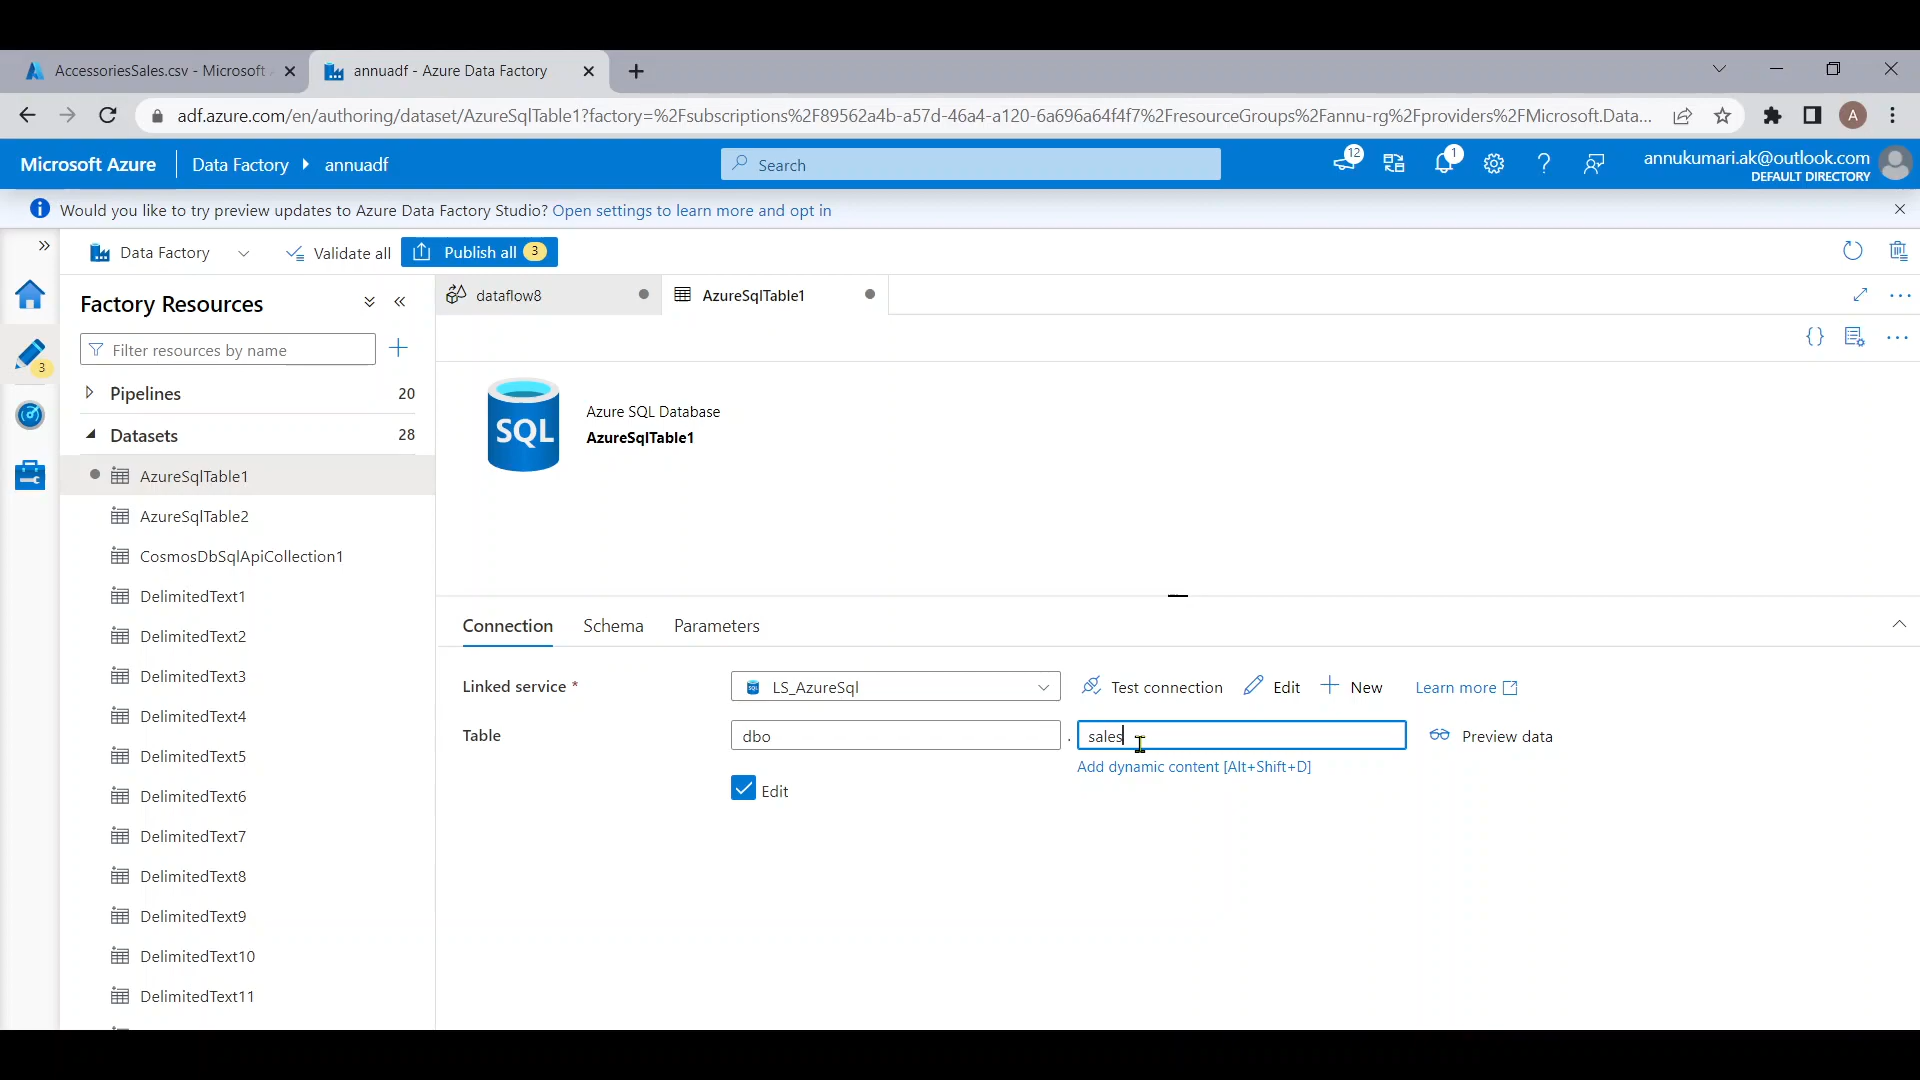 AccessoriesSales.csv - Microsoft
annuadf - Azure Data Factory
adf.azure.com/en/authoring/dataset/AzureSqlTable1?factory=%2Fsubscriptions%2F89562a4b-a57d-46a4-a120-6a696a64f4f7%2FresourceGroups%2Fannu-rg%2Fproviders%2FMicrosoft.Data...
A
Microsoft Azure
Data Factory
annuadf
Search
12
1
annukumari.ak@outlook.com
DEFAULT DIRECTORY
Would you like to try preview updates to Azure Data Factory Studio? Open settings to learn more and opt in
Data Factory
Validate all
Publish all 3
Factory Resources
dataflow8
AzureSqlTable1
Filter resources by name
3
Pipelines 20
Datasets 28
AzureSqlTable1
AzureSqlTable2
CosmosDbSqlApiCollection1
DelimitedText1
DelimitedText2
DelimitedText3
DelimitedText4
DelimitedText5
DelimitedText6
DelimitedText7
DelimitedText8
DelimitedText9
DelimitedText10
DelimitedText11
SQL
Azure SQL Database
AzureSqlTable1
Connection
Schema
Parameters
Linked service *
LS_AzureSql
Test connection
Edit
New
Learn more
Table
dbo
.
sales
Preview data
Add dynamic content [Alt+Shift+D]
Edit